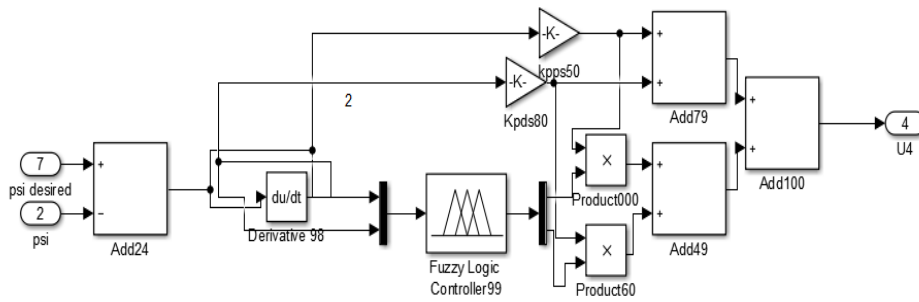 -K-
kpps50
-K-
Kpds80
2
+
+
Add79
+
+
Add100
4
U4
7
psi desired
2
psi
+
−
Add24
du/dt
Derivative 98
Fuzzy Logic
Controller99
×
Product000
×
Product60
+
+
Add49